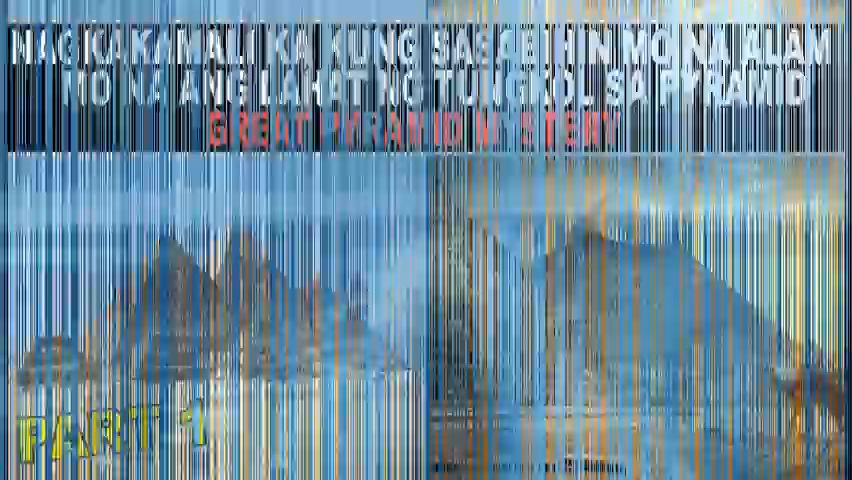 NAGKAKAMALI KA KUNG SASABIHIN MO NA ALAM
MO NA ANG LAHAT NG TUNGKOL SA PYRAMID
GREAT PYRAMID MYSTERY
PART 1